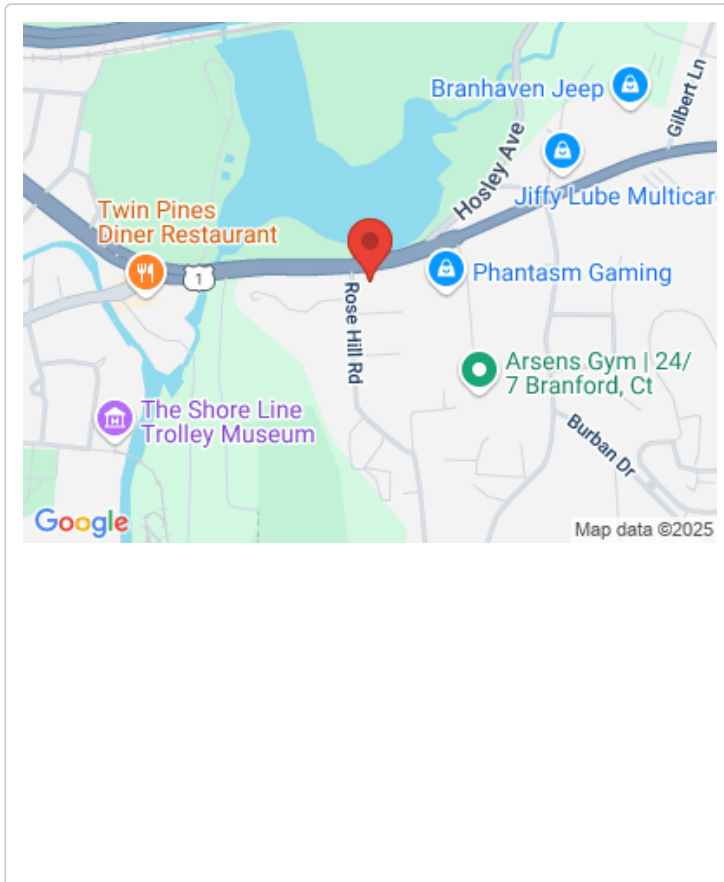 Branhaven Jeep
Gilbert Ln
Hosley Ave
Jiffy Lube Multicar
Twin Pines
Diner Restaurant
1
Phantasm Gaming
Rose Hill Rd
Arsens Gym | 24/
7 Branford, Ct
The Shore Line
Trolley Museum
Burban Dr
Google
Map data ©2025